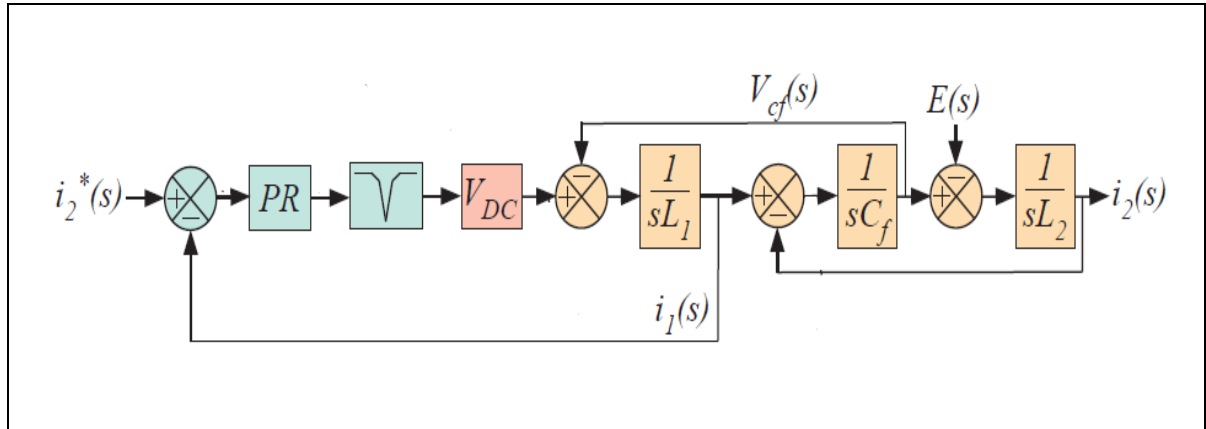 V_cf(s)
E(s)
i_2^*(s)
+
−
PR
V_DC
+
−
1
sL_1
+
−
1
sC_f
+
−
1
sL_2
i_2(s)
i_1(s)